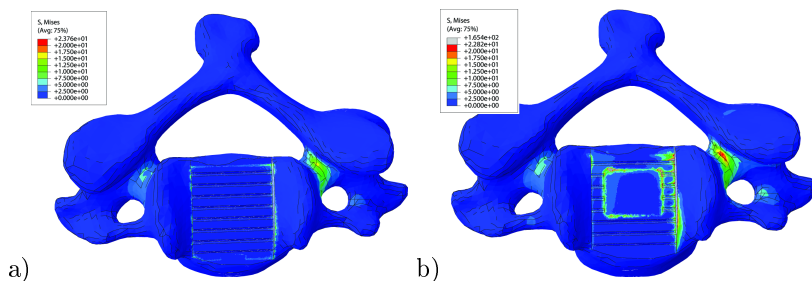 S, Mises
(Avg: 75%)
+2.376e+01
+2.000e+01
+1.750e+01
+1.500e+01
+1.250e+01
+1.000e+01
+7.500e+00
+5.000e+00
+2.500e+00
+0.000e+00
a)
S, Mises
(Avg: 75%)
+1.654e+02
+2.282e+01
+2.000e+01
+1.750e+01
+1.500e+01
+1.250e+01
+1.000e+01
+7.500e+00
+5.000e+00
+2.500e+00
+0.000e+00
b)